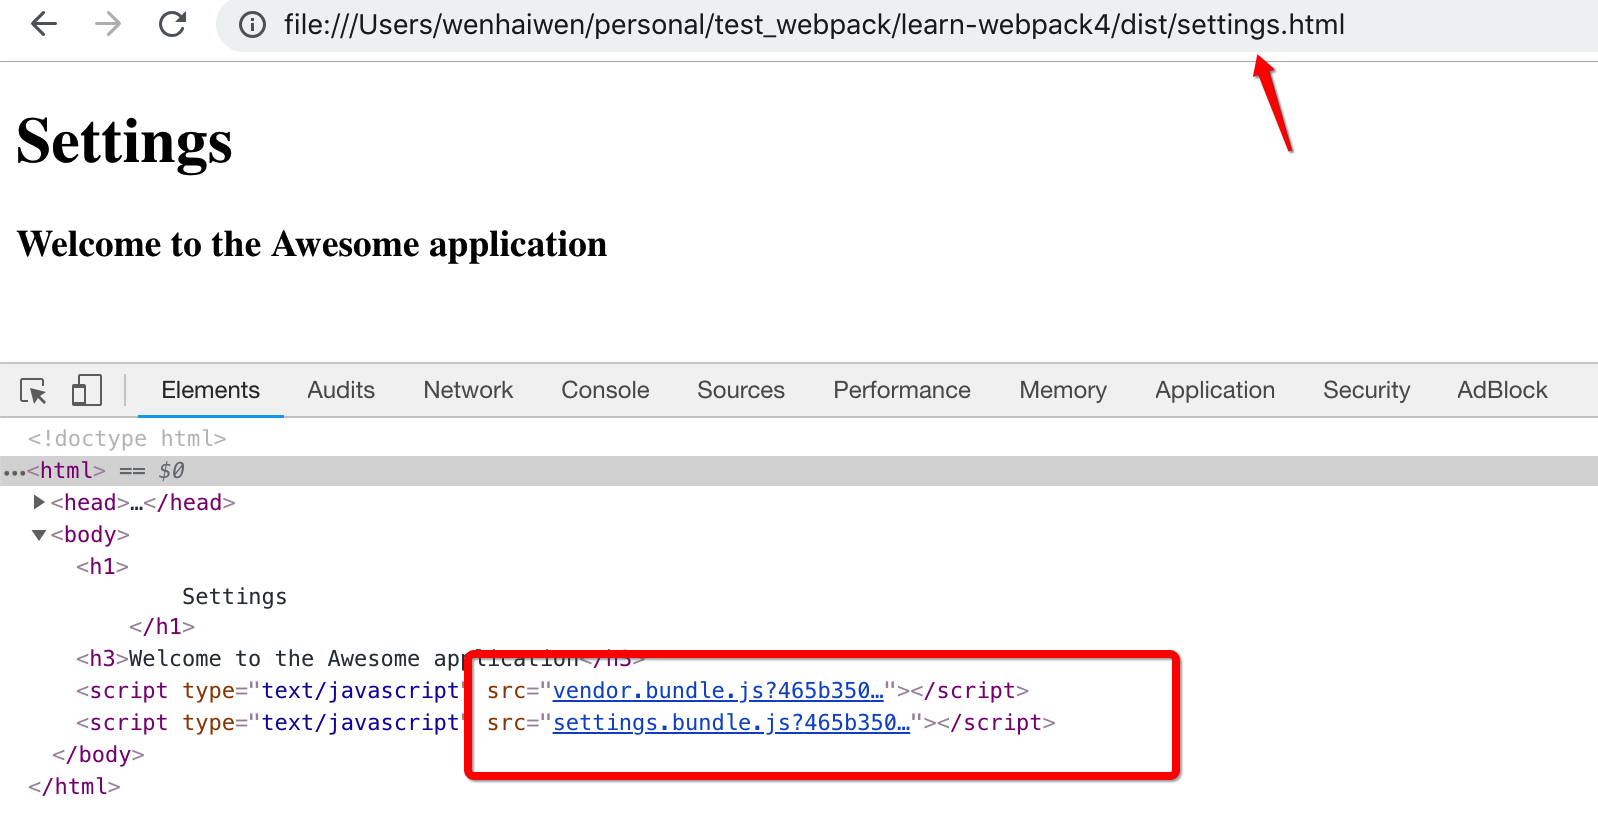 file:///Users/wenhaiwen/personal/test_webpack/learn-webpack4/dist/settings.html
Settings
Welcome to the Awesome application
Elements Audits Network Console Sources Performance Memory Application Security AdBlock
<!doctype html>
…<html> == $0
<head>…</head>
<body>
<h1>
Settings
</h1>
<h3>Welcome to the Awesome application</h3>
<script type="text/javascript" src="vendor.bundle.js?465b350…"></script>
<script type="text/javascript" src="settings.bundle.js?465b350…"></script>
</body>
</html>